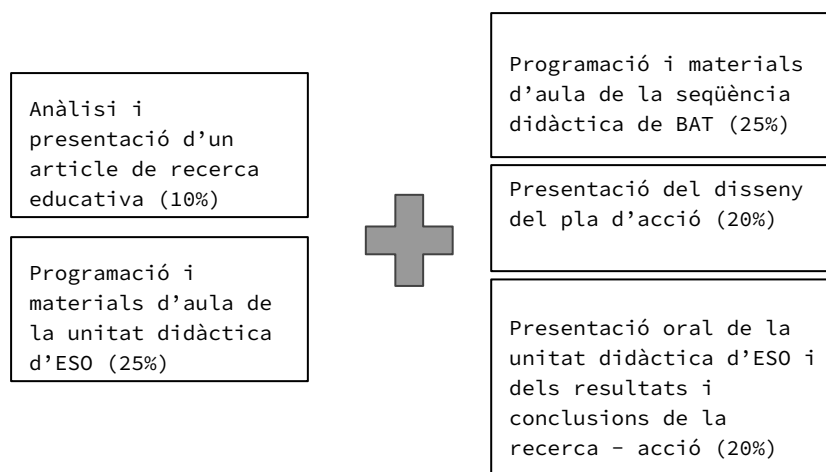 Anàlisi i
presentació d’un
article de recerca
educativa (10%)
Programació i
materials d’aula de
la unitat didàctica
d’ESO (25%)
Programació i materials
d’aula de la seqüència
didàctica de BAT (25%)
Presentació del disseny
del pla d’acció (20%)
Presentació oral de la
unitat didàctica d’ESO i
dels resultats i
conclusions de la
recerca – acció (20%)